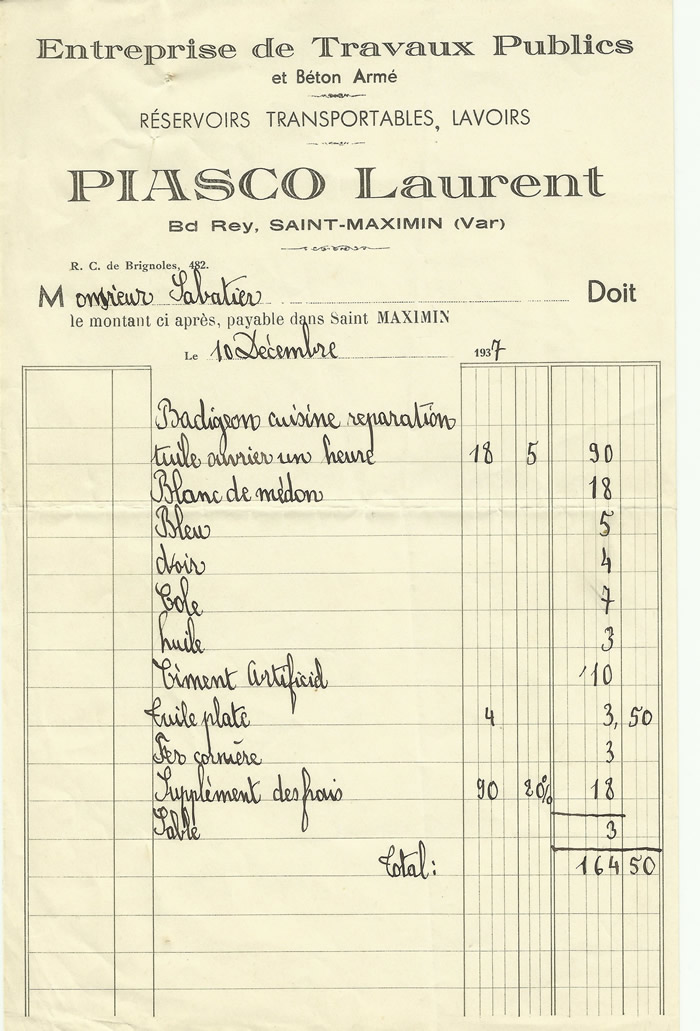 Entreprise de Travaux Publics
et Béton Armé
RÉSERVOIRS TRANSPORTABLES, LAVOIRS
PIASCO Laurent
Bd Rey, SAINT-MAXIMIN (Var)
R. C. de Brignoles, 482.
Monsieur Sabatier Doit
le montant ci après, payable dans Saint MAXIMIN
Le 10 Décembre 1937
Badigeon cuisine reparation
tuile ouvrier un heure 18 5 90
Blanc de médon 18
Bleu 5
Noir 4
Cole 7
huile 3
Ciment Artificiel 10
Tuile plate 4 3,50
Fer cornière 3
Supplément des frais 90 20% 18
Sable 3
Total: 164 50